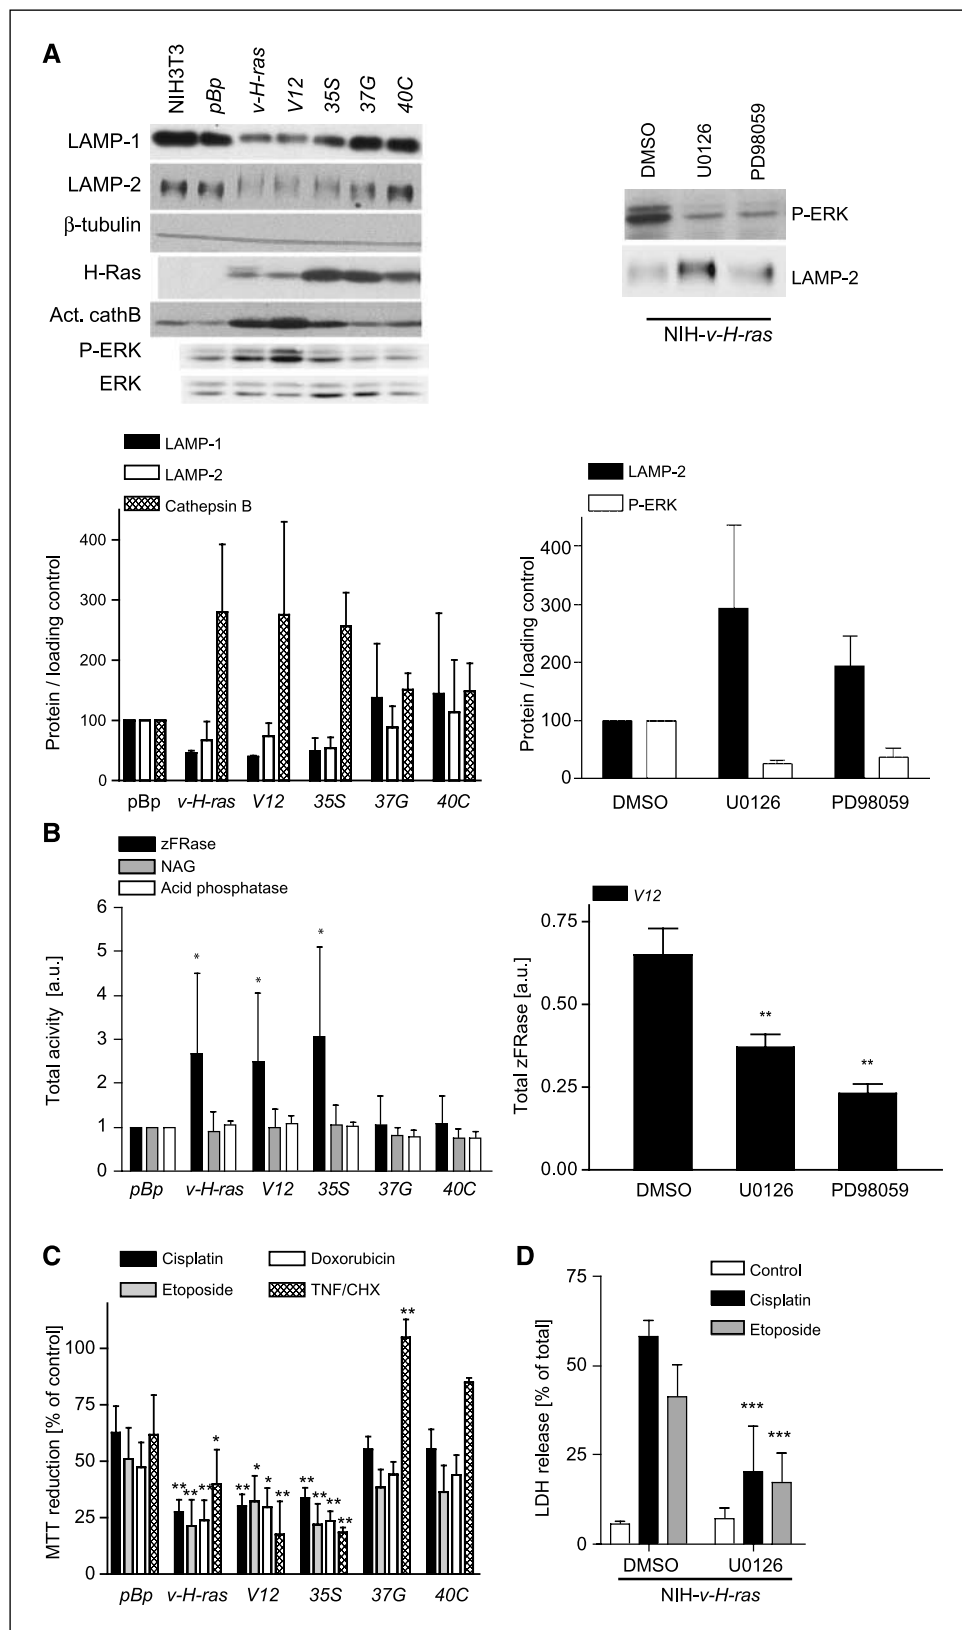 A
NIH3T3
pBp
v-H-ras
V12
35S
37G
40C
LAMP-1
LAMP-2
β-tubulin
H-Ras
Act. cathB
P-ERK
ERK
DMSO
U0126
PD98059
P-ERK
LAMP-2
NIH-v-H-ras
LAMP-1
LAMP-2
Cathepsin B
Protein / loading control
400
300
200
100
0
pBp v-H-ras V12 35S 37G 40C
LAMP-2
P-ERK
Protein / loading control
400
300
200
100
0
DMSO U0126 PD98059
B
zFRase
NAG
Acid phosphatase
Total acivity [a.u.]
6
5
4
3
2
1
0
* * *
pBp v-H-ras V12 35S 37G 40C
V12
Total zFRase [a.u.]
0.75
0.50
0.25
0.00
** **
DMSO U0126 PD98059
C
Cisplatin Doxorubicin
Etoposide TNF/CHX
MTT reduction [% of control]
100
75
50
25
0
** ** ** * ** * * ** ** ** ** ** **
pBp v-H-ras V12 35S 37G 40C
D
Control
Cisplatin
Etoposide
LDH release [% of total]
75
50
25
0
*** ***
DMSO U0126
NIH-v-H-ras